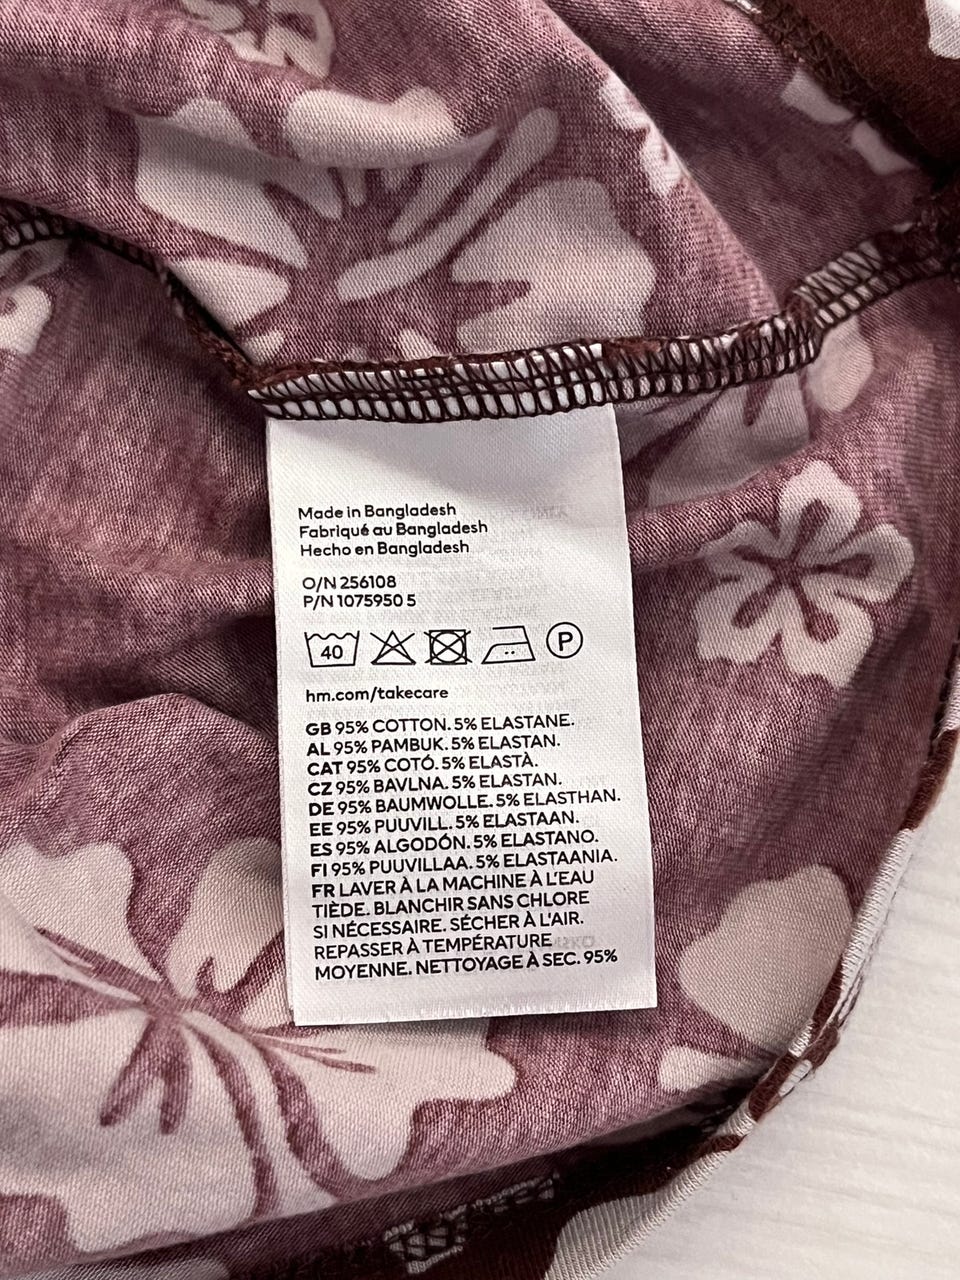 Made in Bangladesh
Fabriqué au Bangladesh
Hecho en Bangladesh
O/N 256108
P/N 1075950 5
40 P
hm.com/takecare
GB 95% COTTON. 5% ELASTANE.
AL 95% PAMBUK. 5% ELASTAN.
CAT 95% COTÓ. 5% ELASTÀ.
CZ 95% BAVLNA. 5% ELASTAN.
DE 95% BAUMWOLLE. 5% ELASTHAN.
EE 95% PUUVILL. 5% ELASTAAN.
ES 95% ALGODÓN. 5% ELASTANO.
FI 95% PUUVILLAA. 5% ELASTAANIA.
FR LAVER À LA MACHINE À L'EAU
TIÈDE. BLANCHIR SANS CHLORE
SI NÉCESSAIRE. SÉCHER À L'AIR.
REPASSER À TEMPÉRATURE
MOYENNE. NETTOYAGE À SEC. 95%